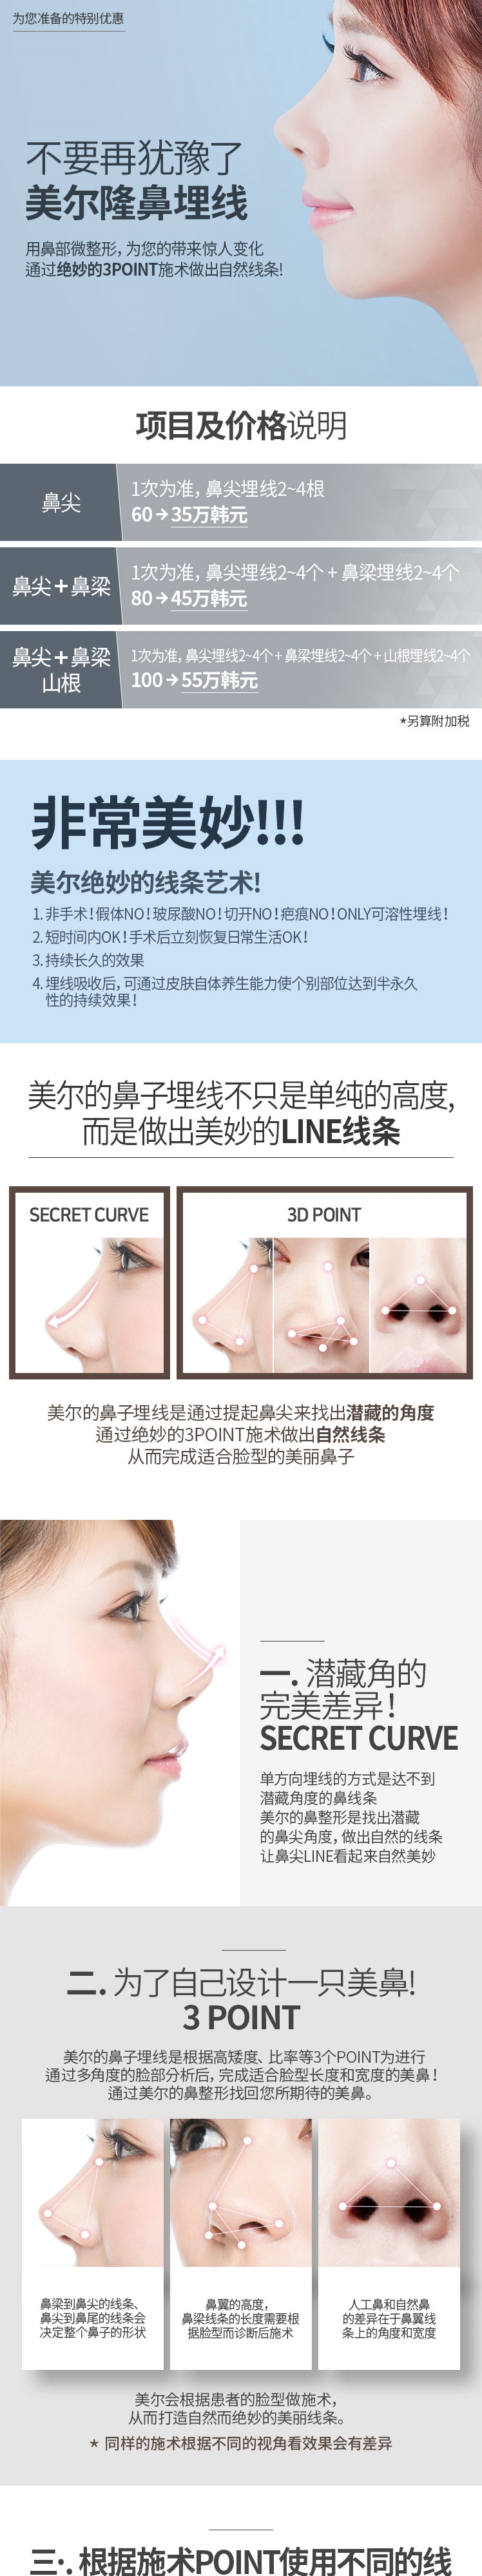 为您准备的特别优惠
不要再犹豫了
美尔隆鼻埋线
用鼻部微整形, 为您的带来惊人变化
通过绝妙的3POINT施术做出自然线条!
项目及价格说明
鼻尖
1次为准, 鼻尖埋线2~4根
60→35万韩元
鼻尖+鼻梁
1次为准, 鼻尖埋线2~4个 + 鼻梁埋线2~4个
80→45万韩元
鼻尖+鼻梁
山根
1次为准, 鼻尖埋线2~4个 + 鼻梁埋线2~4个 + 山根埋线2~4个
100→55万韩元
*另算附加税
非常美妙!!!
美尔绝妙的线条艺术!
1. 非手术! 假体NO! 玻尿酸NO! 切开NO! 疤痕NO! ONLY可溶性埋线!
2. 短时间内OK! 手术后立刻恢复日常生活OK!
3. 持续长久的效果
4. 埋线吸收后, 可通过皮肤自体养生能力使个别部位达到半永久
性的持续效果!
美尔的鼻子埋线不只是单纯的高度,
而是做出美妙的LINE线条
SECRET CURVE
3D POINT
美尔的鼻子埋线是通过提起鼻尖来找出潜藏的角度
通过绝妙的3POINT施术做出自然线条
从而完成适合脸型的美丽鼻子
一. 潜藏角的
完美差异!
SECRET CURVE
单方向埋线的方式是达不到
潜藏角度的鼻线条
美尔的鼻整形是找出潜藏
的鼻尖角度, 做出自然的线条
让鼻尖LINE看起来自然美妙
二. 为了自己设计一只美鼻!
3 POINT
美尔的鼻子埋线是根据高矮度、比率等3个POINT为进行
通过多角度的脸部分析后, 完成适合脸型长度和宽度的美鼻!
通过美尔的鼻整形找回您所期待的美鼻。
鼻梁到鼻尖的线条、
鼻尖到鼻尾的线条会
决定整个鼻子的形状
鼻翼的高度,
鼻梁线条的长度需要根
据脸型而诊断后施术
人工鼻和自然鼻
的差异在于鼻翼线
条上的角度和宽度
美尔会根据患者的脸型做施术,
从而打造自然而绝妙的美丽线条。
* 同样的施术根据不同的视角看效果会有差异
三·. 根据施术POINT使用不同的线